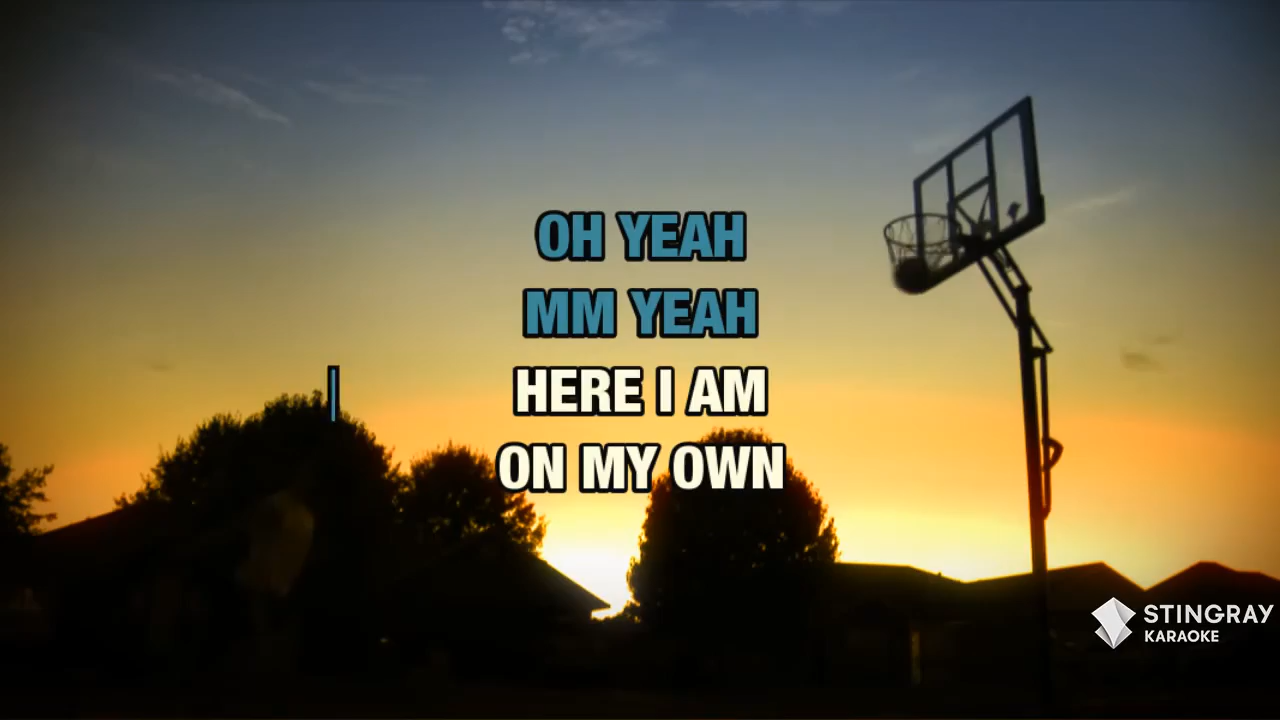 OH YEAH
MM YEAH
HERE I AM
ON MY OWN
STINGRAY
KARAOKE